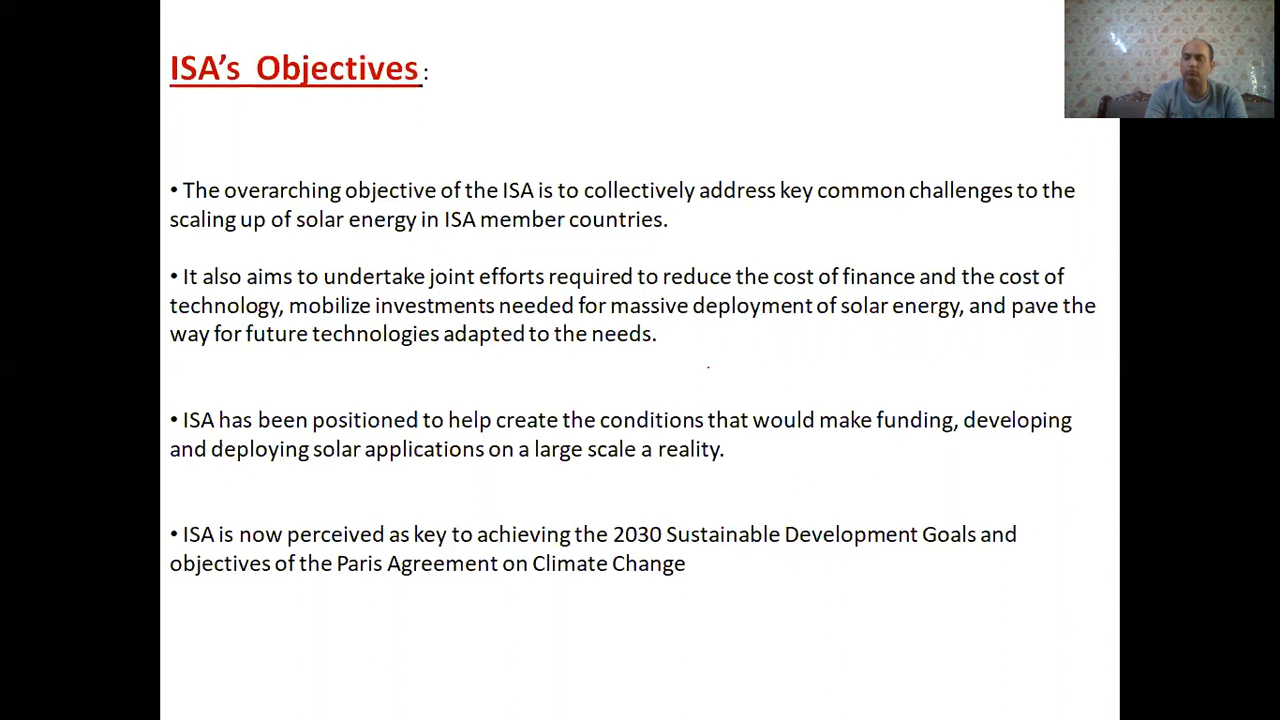 ISA's Objectives :
• The overarching objective of the ISA is to collectively address key common challenges to the
scaling up of solar energy in ISA member countries.
• It also aims to undertake joint efforts required to reduce the cost of finance and the cost of
technology, mobilize investments needed for massive deployment of solar energy, and pave the
way for future technologies adapted to the needs.
• ISA has been positioned to help create the conditions that would make funding, developing
and deploying solar applications on a large scale a reality.
• ISA is now perceived as key to achieving the 2030 Sustainable Development Goals and
objectives of the Paris Agreement on Climate Change